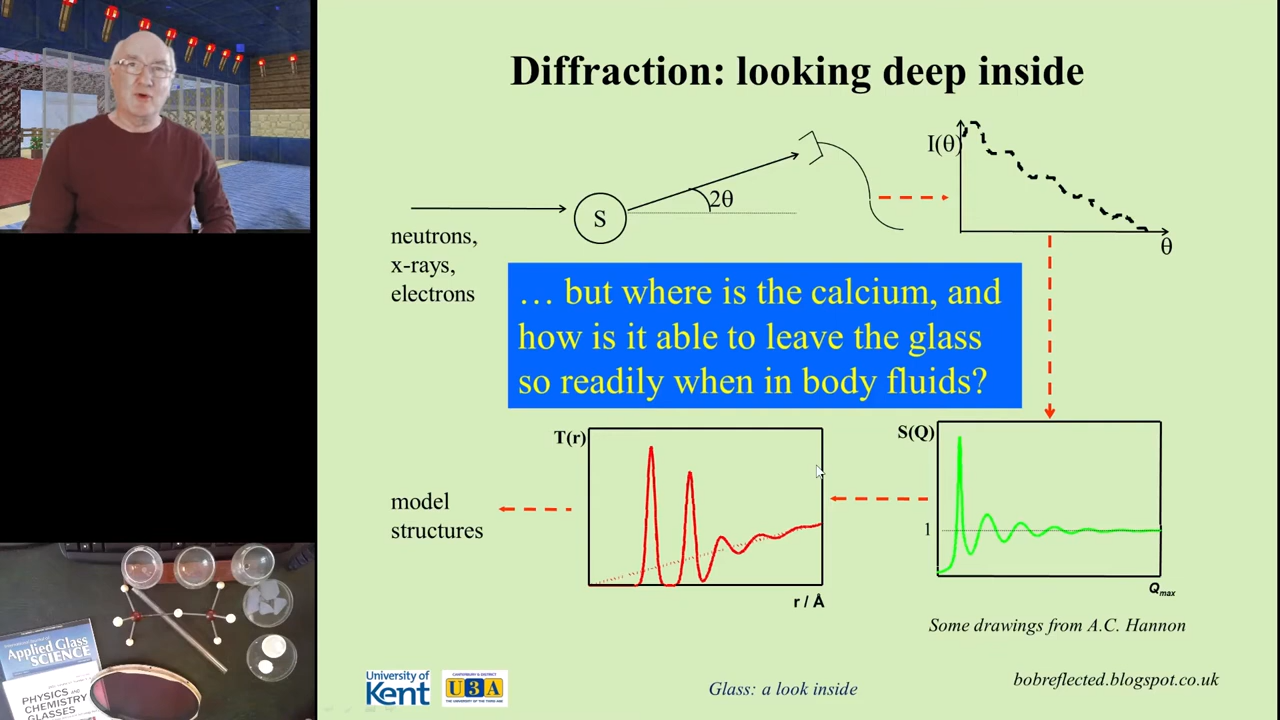 Diffraction: looking deep inside
I(θ)
2θ
S
neutrons,
x-rays,
electrons
θ
… but where is the calcium, and
how is it able to leave the glass
so readily when in body fluids?
T(r)
S(Q)
model
structures
1
r / Å
Qmax
Some drawings from A.C. Hannon
University of
Kent
U3A
Glass: a look inside
bobreflected.blogspot.co.uk
Applied Glass
SCIENCE
PHYSICS AND
CHEMISTRY
GLASSES